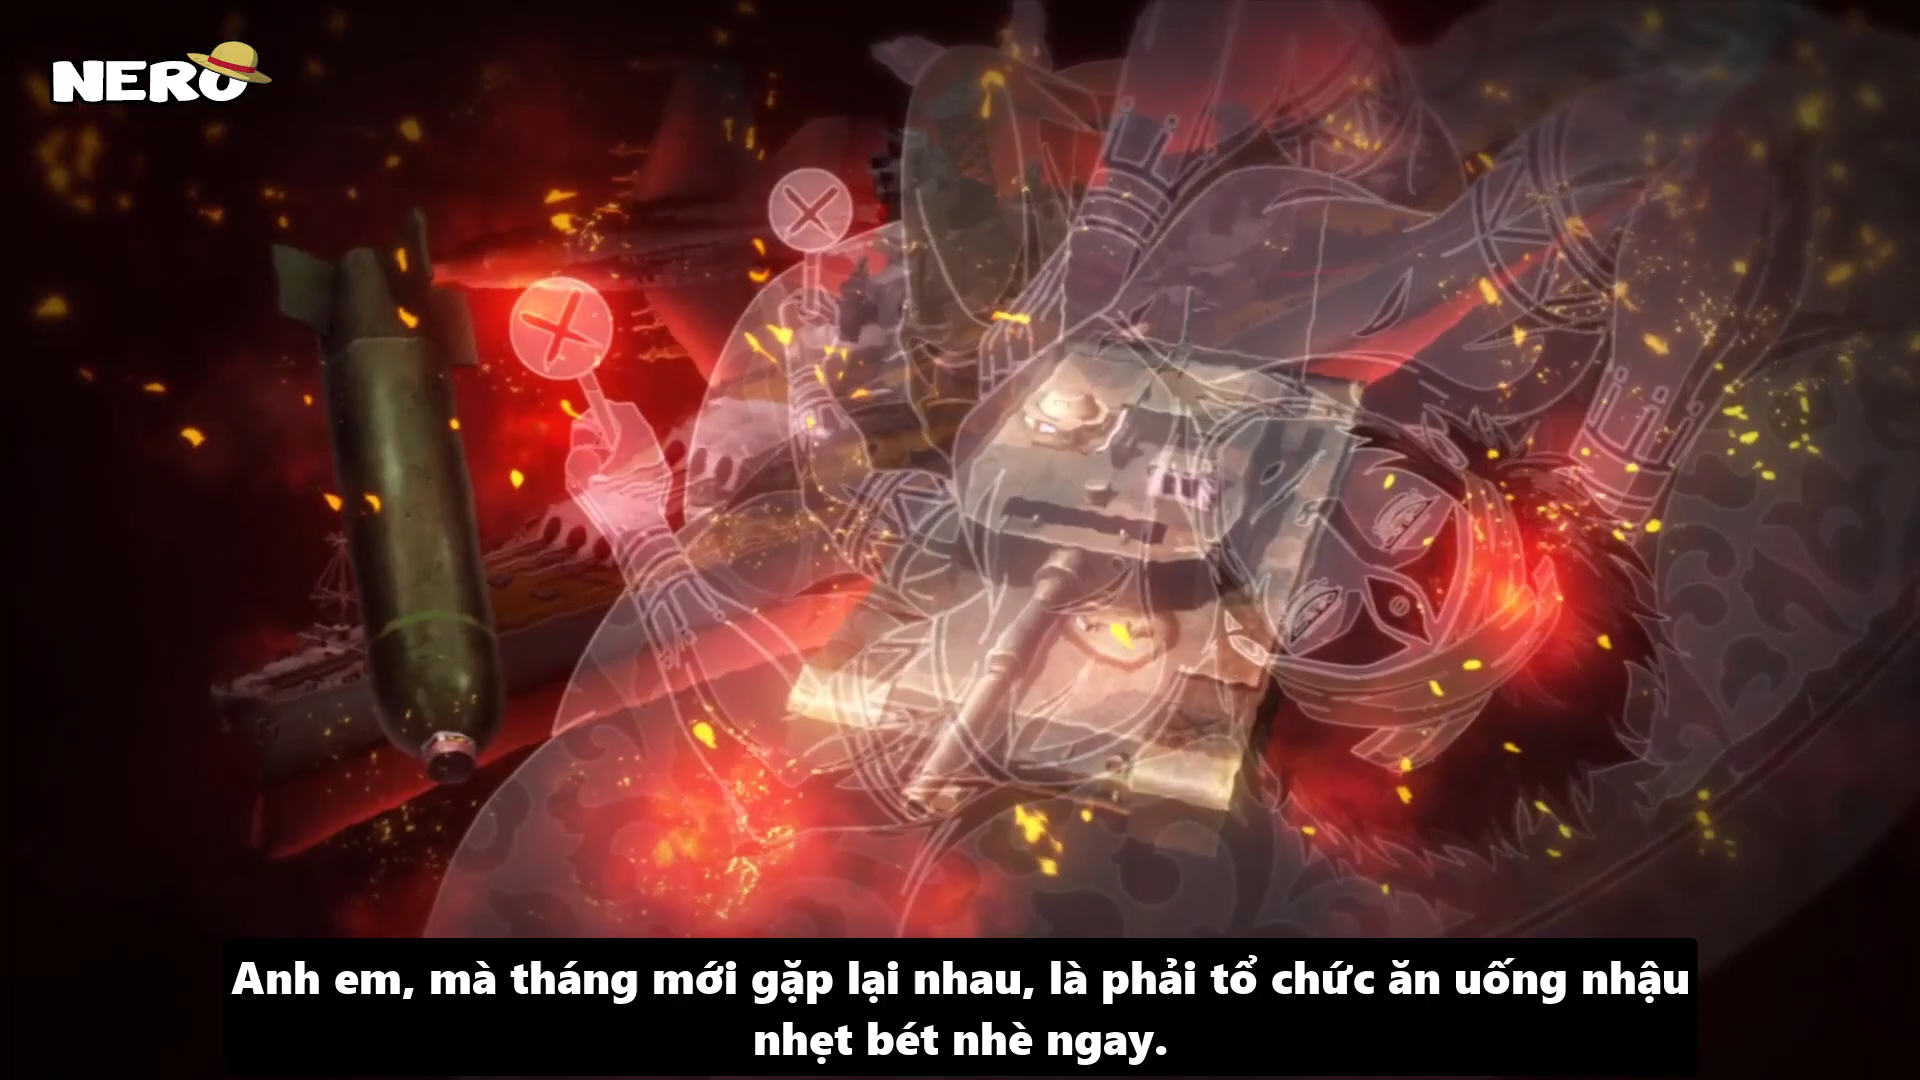 NERO
Anh em, mà tháng mới gặp lại nhau, là phải tổ chức ăn uống nhậu
nhẹt bét nhè ngay.